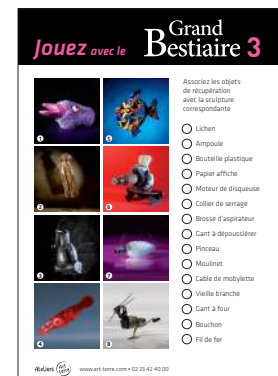 Jouez avec le
Grand
Bestiaire 3
Associez les objets
de récupération
avec la sculpture
correspondante
Lichen
Ampoule
Bouteille plastique
Papier affiche
Moteur de disqueuse
Collier de serrage
Brosse d'aspirateur
Gant à dépoussiérer
Pinceau
Moulinet
Cable de mobylette
Vieille branche
Gant à four
Bouchon
Fil de fer
1
5
2
6
3
7
4
8
Ateliers Art terre www.art-terre.com • 02 23 42 40 00